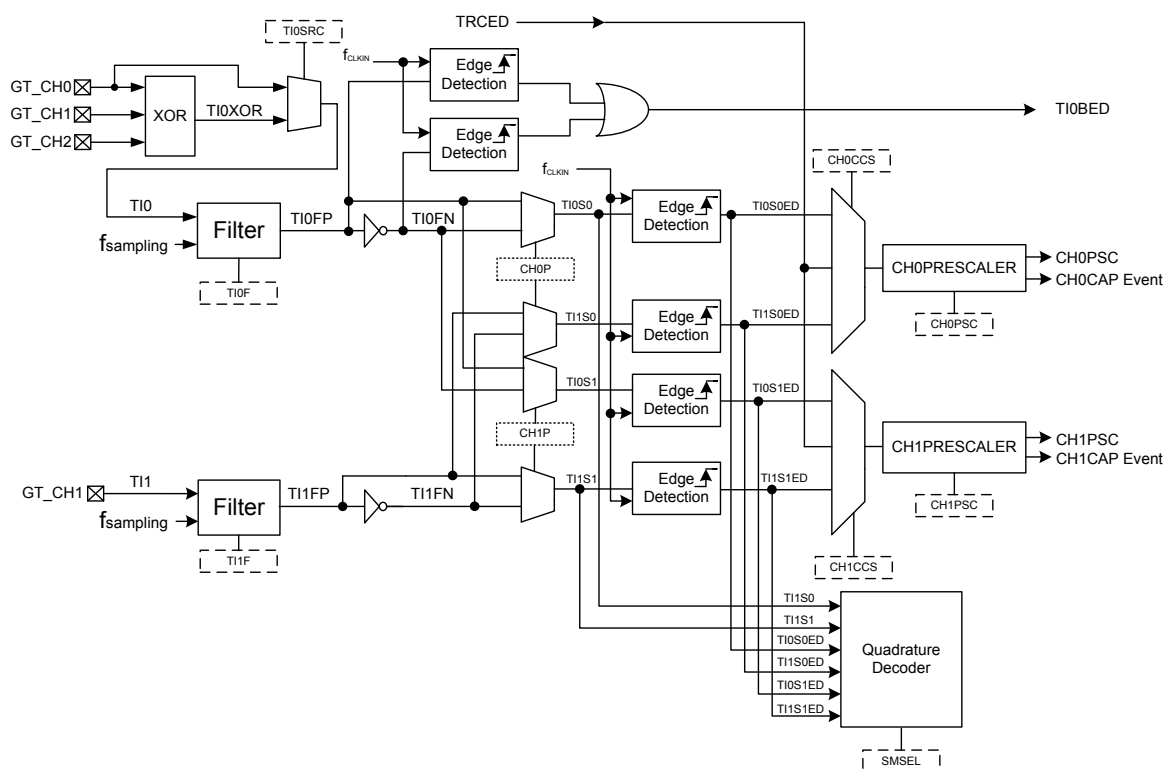 TRCED
TI0SRC
fCLKIN
Edge
Detection
GT_CH0
XOR
TI0XOR
GT_CH1
GT_CH2
TI0BED
Edge
Detection
CH0CCS
fCLKIN
TI0
TI0S0
Edge
Detection
TI0S0ED
Filter
TI0FP
TI0FN
fsampling
CH0PRESCALER
CH0PSC
CH0CAP Event
CH0P
TI0F
TI1S0
Edge
Detection
TI1S0ED
CH0PSC
TI0S1
Edge
Detection
TI0S1ED
CH1P
CH1PRESCALER
CH1PSC
CH1CAP Event
GT_CH1
TI1
TI1S1
Edge
Detection
TI1S1ED
Filter
TI1FP
TI1FN
fsampling
CH1PSC
TI1F
CH1CCS
TI1S0
TI1S1
TI0S0ED
TI1S0ED
TI0S1ED
TI1S1ED
Quadrature
Decoder
SMSEL